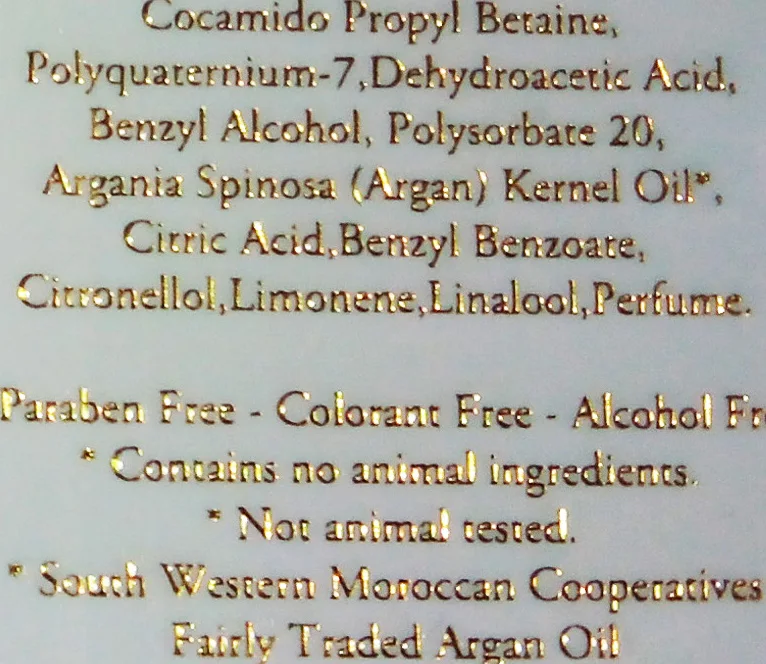 Cocamido Propyl Betaine,
Polyquaternium-7,Dehydroacetic Acid,
Benzyl Alcohol, Polysorbate 20,
Argania Spinosa (Argan) Kernel Oil*,
Citric Acid,Benzyl Benzoate,
Citronellol,Limonene,Linalool,Perfume.
Paraben Free - Colorant Free - Alcohol Fr
* Contains no animal ingredients.
* Not animal tested.
* South Western Moroccan Cooperatives
Fairly Traded Argan Oil